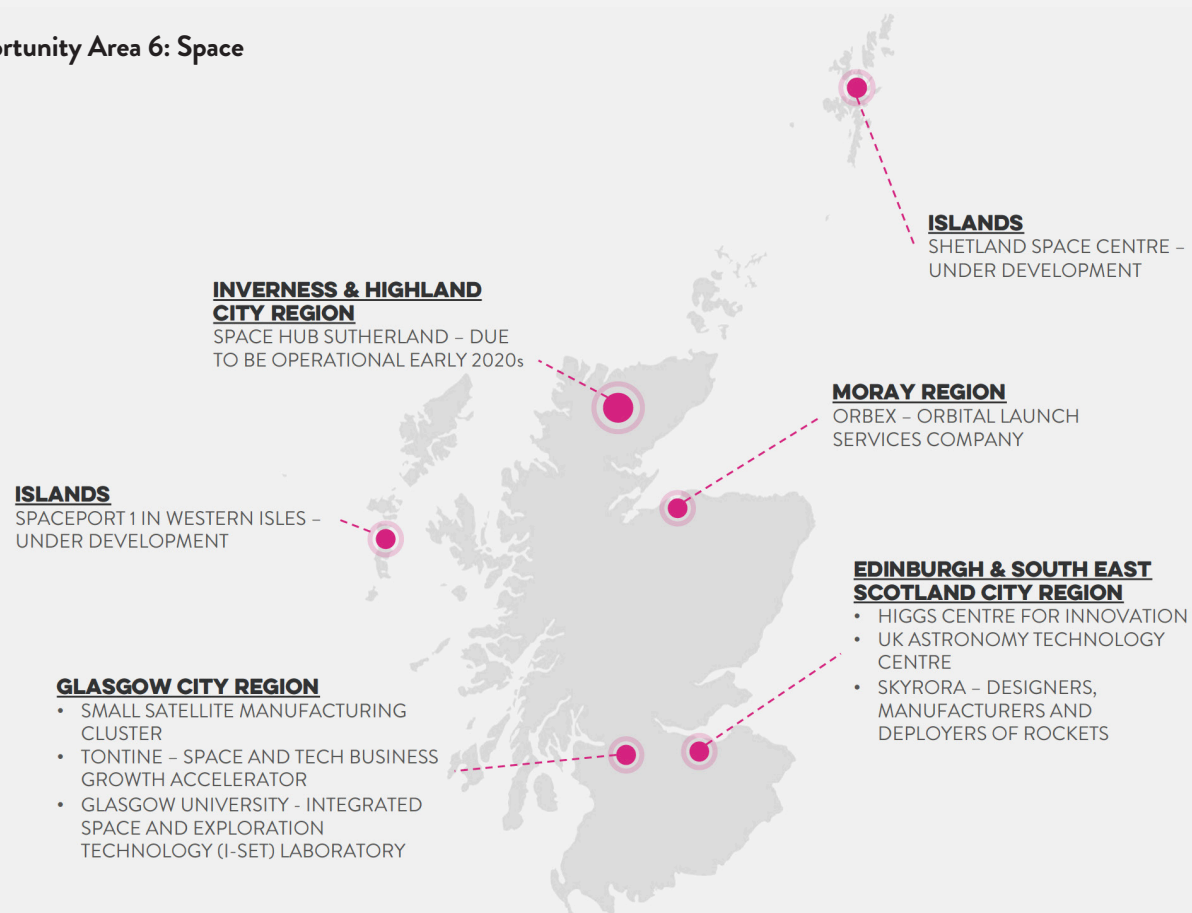 ortunity Area 6: Space
ISLANDS
SHETLAND SPACE CENTRE –
UNDER DEVELOPMENT
INVERNESS & HIGHLAND
CITY REGION
SPACE HUB SUTHERLAND – DUE
TO BE OPERATIONAL EARLY 2020s
MORAY REGION
ORBEX – ORBITAL LAUNCH
SERVICES COMPANY
ISLANDS
SPACEPORT 1 IN WESTERN ISLES –
UNDER DEVELOPMENT
EDINBURGH & SOUTH EAST
SCOTLAND CITY REGION
• HIGGS CENTRE FOR INNOVATION
• UK ASTRONOMY TECHNOLOGY
CENTRE
• SKYRORA – DESIGNERS,
MANUFACTURERS AND
DEPLOYERS OF ROCKETS
GLASGOW CITY REGION
• SMALL SATELLITE MANUFACTURING
CLUSTER
• TONTINE – SPACE AND TECH BUSINESS
GROWTH ACCELERATOR
• GLASGOW UNIVERSITY - INTEGRATED
SPACE AND EXPLORATION
TECHNOLOGY (I-SET) LABORATORY